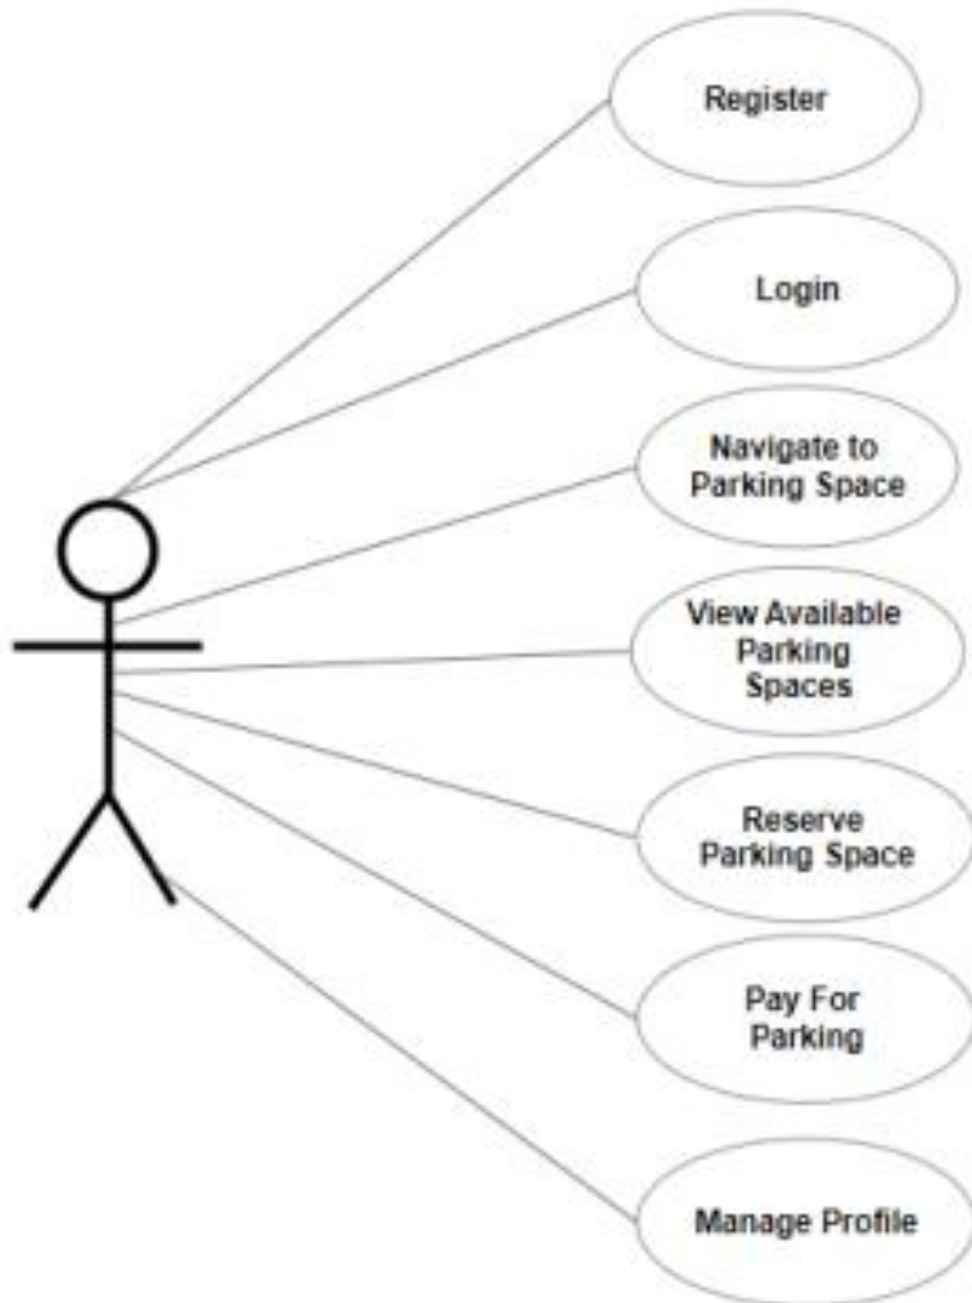 Register
Login
Navigate to
Parking Space
View Available
Parking
Spaces
Reserve
Parking Space
Pay For
Parking
Manage Profile